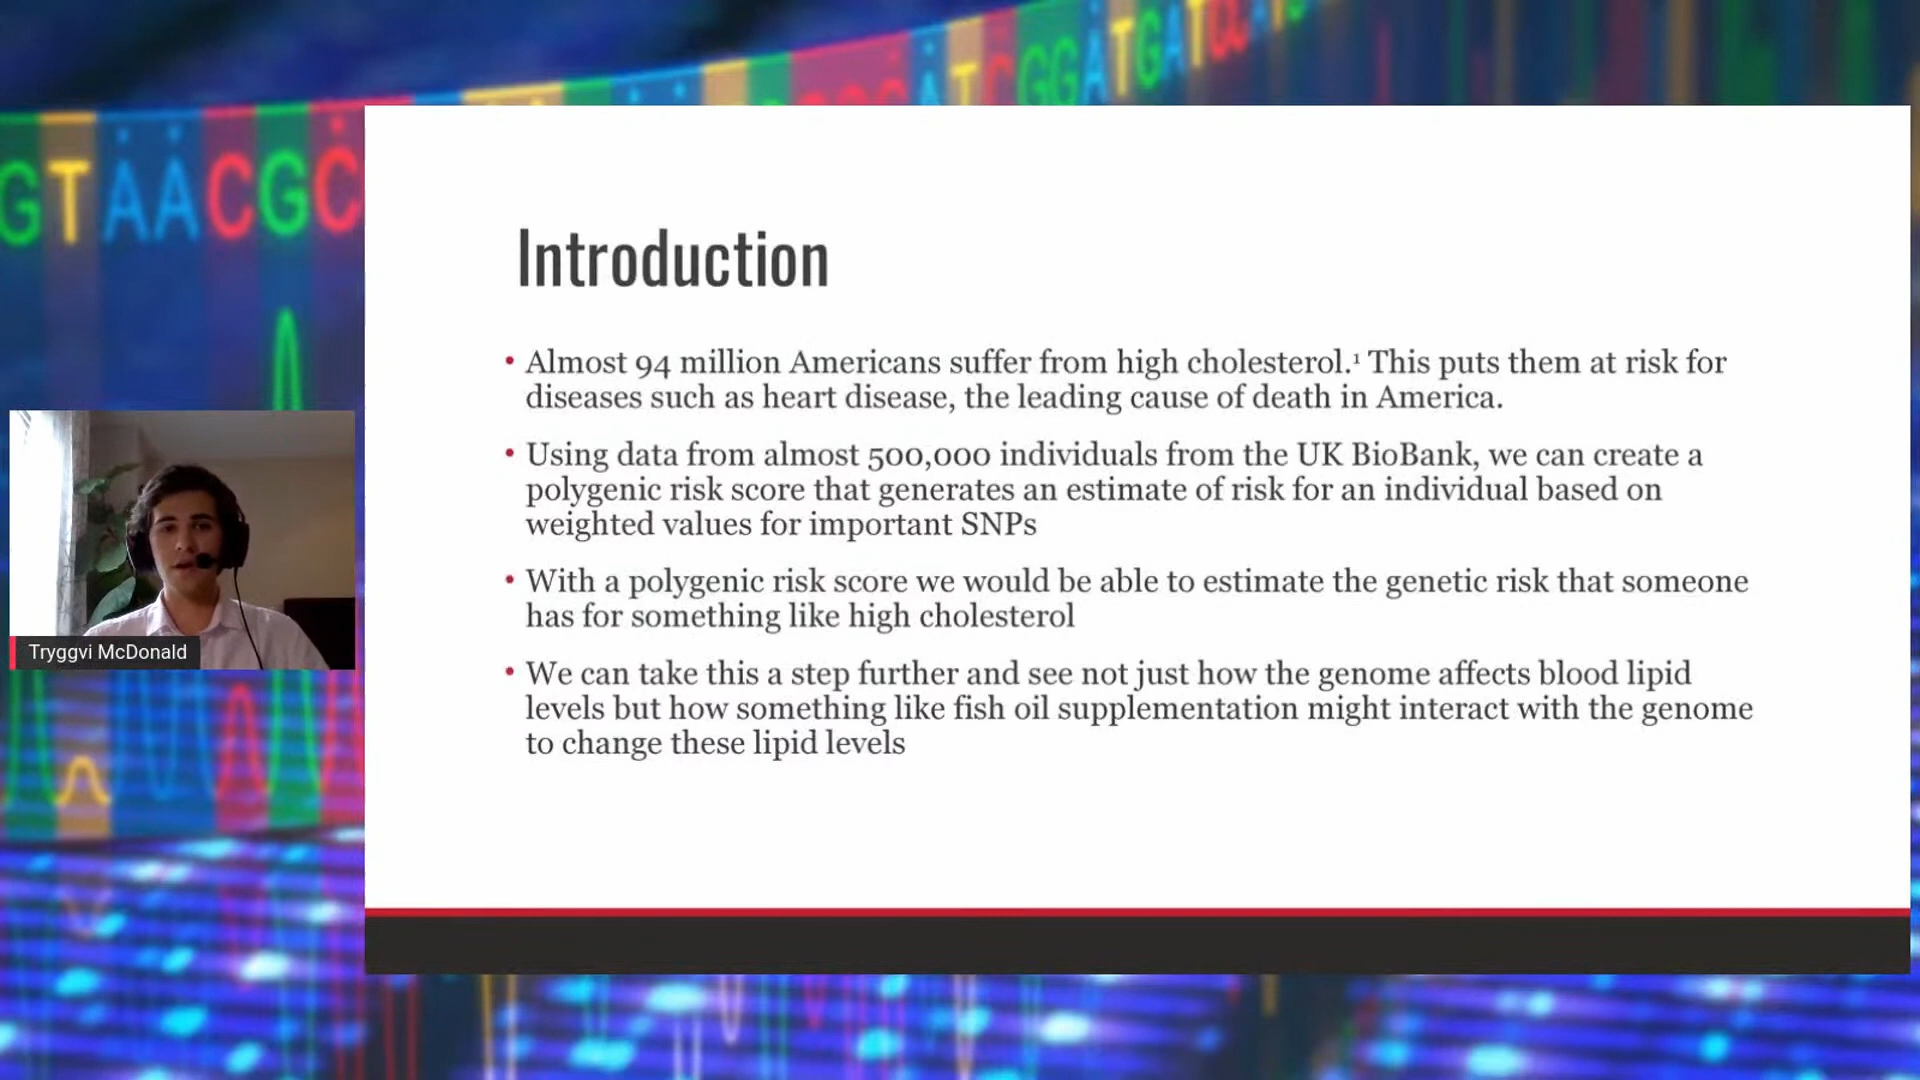 GTAACGC
ATCGGATGATCCATC
Introduction
• Almost 94 million Americans suffer from high cholesterol.¹ This puts them at risk for
diseases such as heart disease, the leading cause of death in America.
• Using data from almost 500,000 individuals from the UK BioBank, we can create a
polygenic risk score that generates an estimate of risk for an individual based on
weighted values for important SNPs
• With a polygenic risk score we would be able to estimate the genetic risk that someone
has for something like high cholesterol
• We can take this a step further and see not just how the genome affects blood lipid
levels but how something like fish oil supplementation might interact with the genome
to change these lipid levels
Tryggvi McDonald